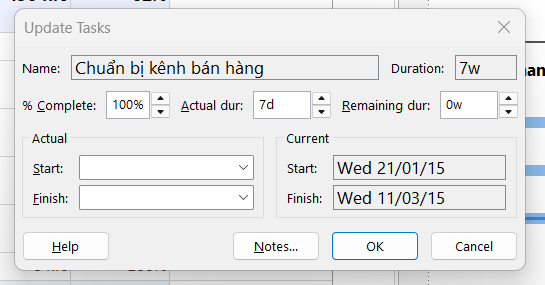 Update Tasks
Name: Chuẩn bị kênh bán hàng Duration: 7w
% Complete: 100% Actual dur: 7d Remaining dur: 0w
Actual Current
Start: Start: Wed 21/01/15
Finish: Finish: Wed 11/03/15
Help Notes... OK Cancel